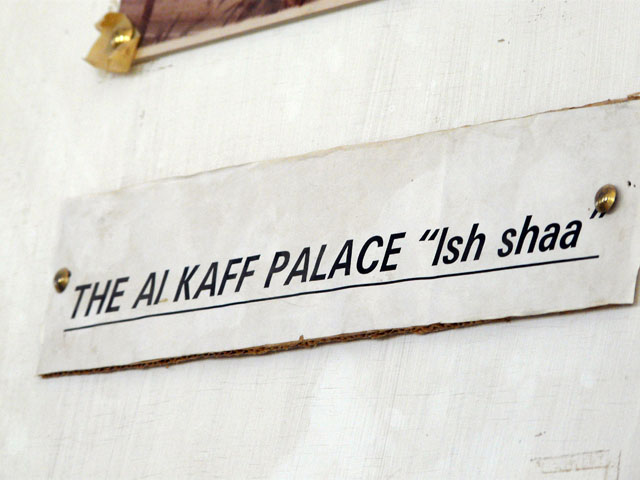 THE Al KAFF PALACE “Ish shaa”